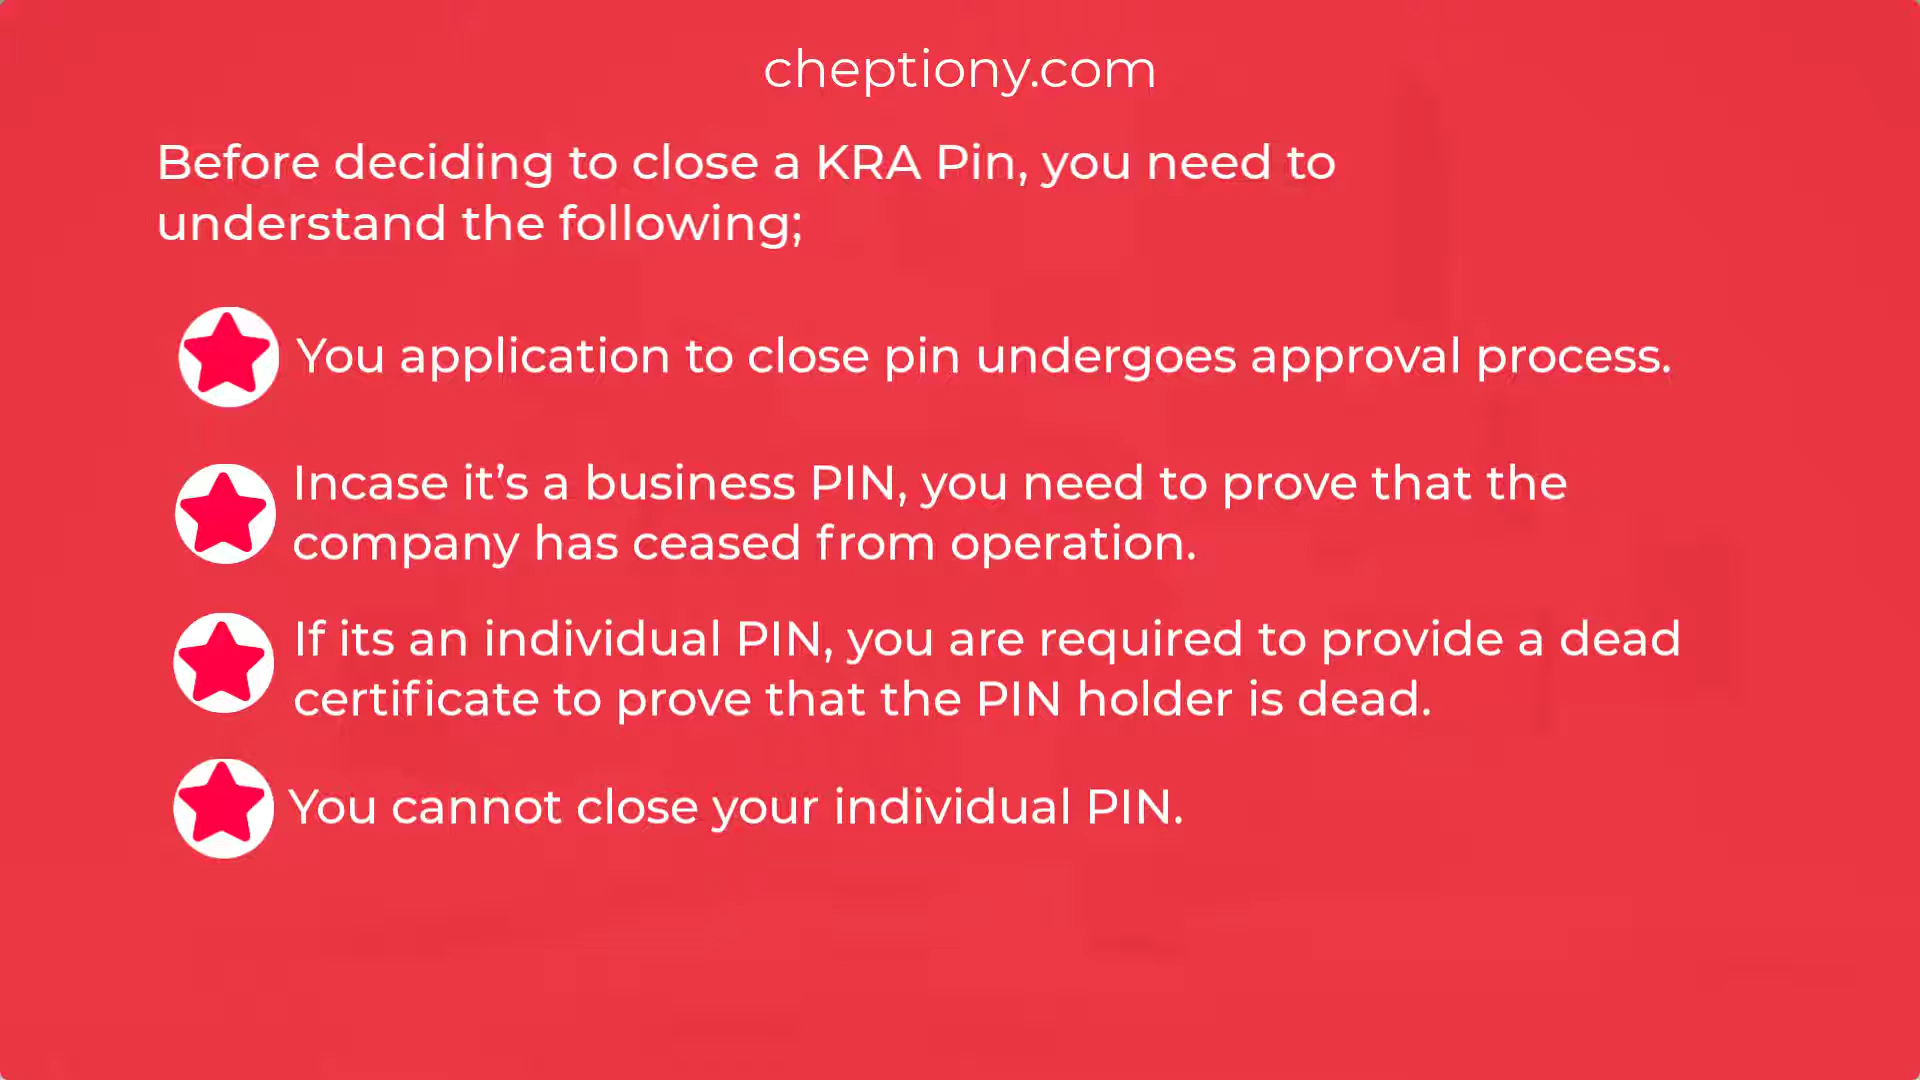 cheptiony.com
Before deciding to close a KRA Pin, you need to
understand the following;
You application to close pin undergoes approval process.
Incase it’s a business PIN, you need to prove that the
company has ceased from operation.
If its an individual PIN, you are required to provide a dead
certificate to prove that the PIN holder is dead.
You cannot close your individual PIN.